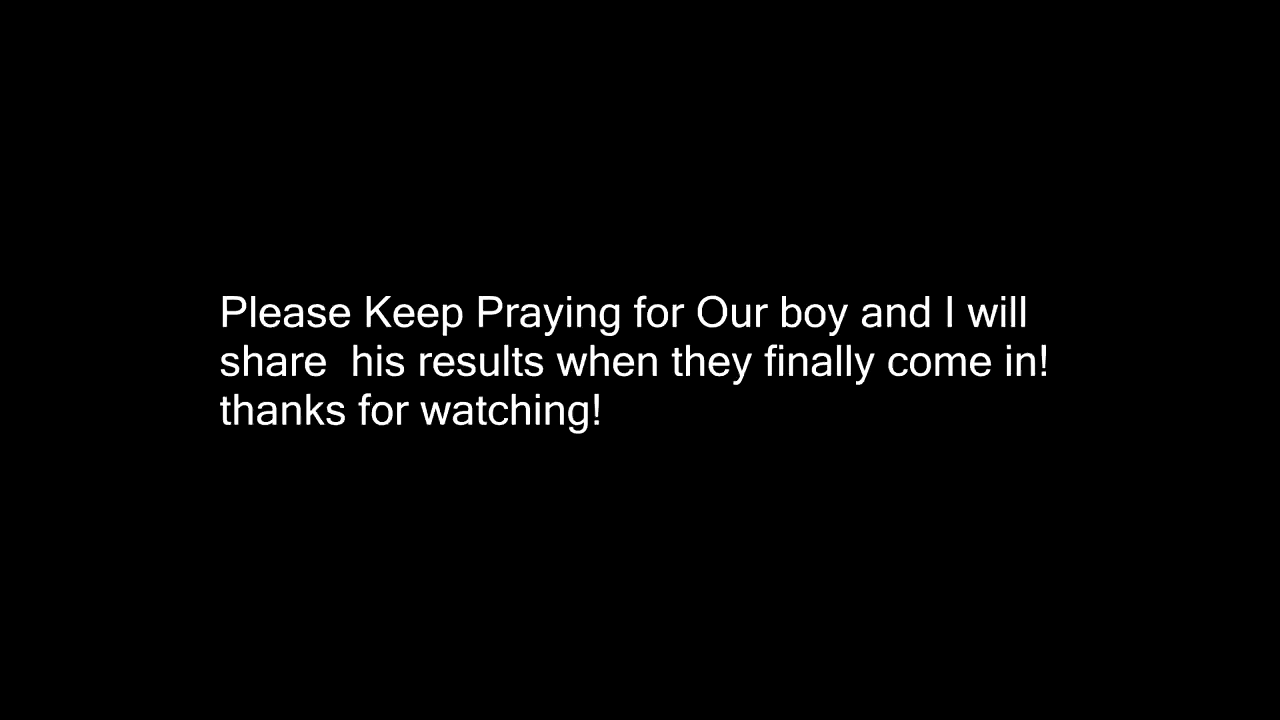 Please Keep Praying for Our boy and I will
share  his results when they finally come in!
thanks for watching!